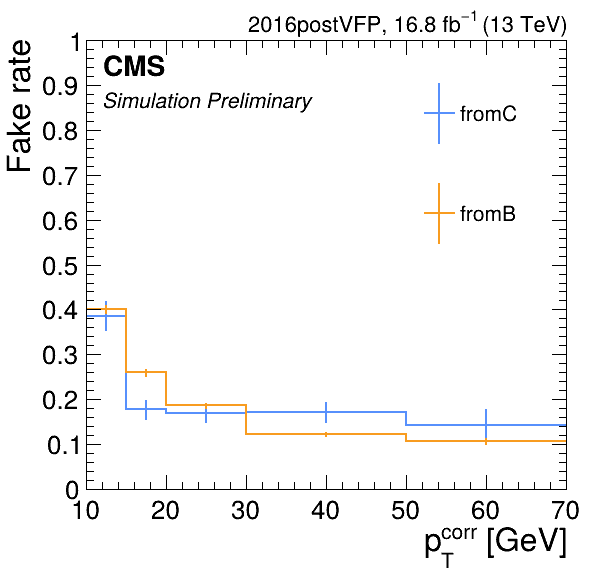 2016postVFP, 16.8 fb⁻¹ (13 TeV)
CMS
Simulation Preliminary
fromC
fromB
Fake rate
1
0.9
0.8
0.7
0.6
0.5
0.4
0.3
0.2
0.1
0
10 20 30 40 50 60 70
p_T^corr [GeV]